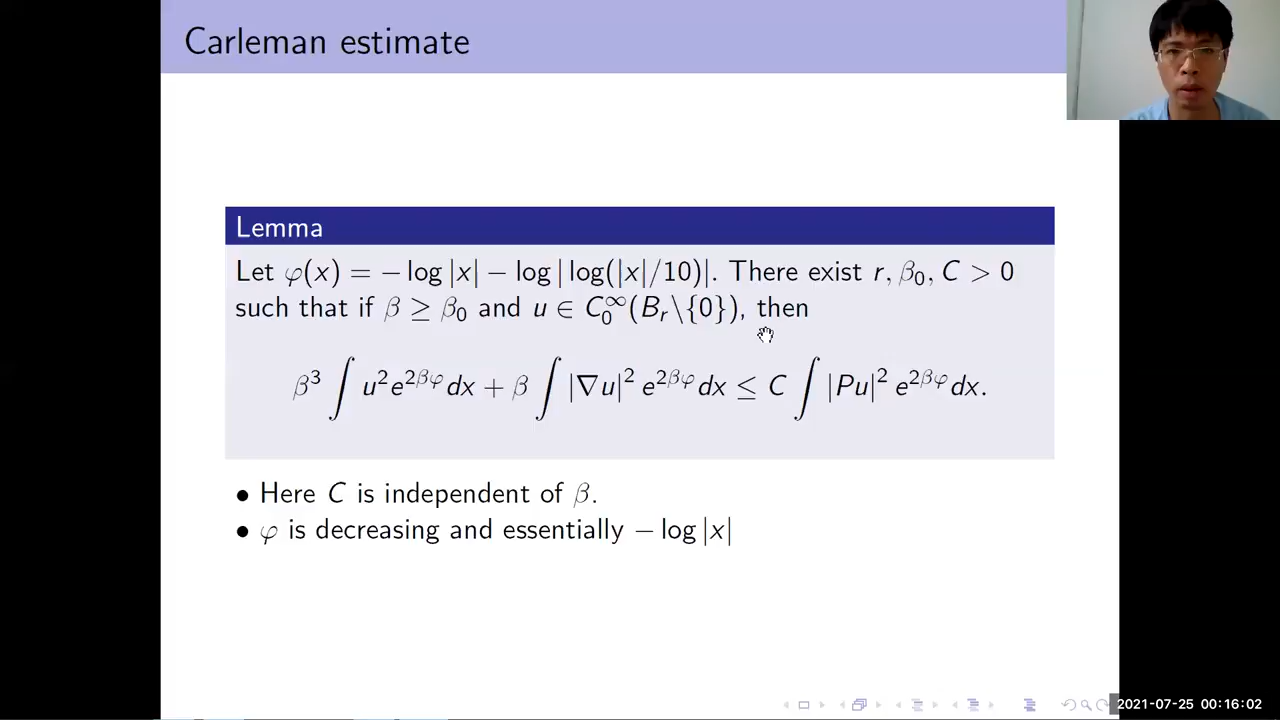 Carleman estimate
Lemma
Let φ(x) = − log |x| − log | log(|x|/10)|. There exist r, β₀, C > 0
such that if β ≥ β₀ and u ∈ C₀^∞(B_r\{0}), then
β³ ∫ u²e^{2βφ}dx + β ∫ |∇u|² e^{2βφ}dx ≤ C ∫ |Pu|² e^{2βφ}dx.
• Here C is independent of β.
• φ is decreasing and essentially − log |x|
2021-07-25 00:16:02